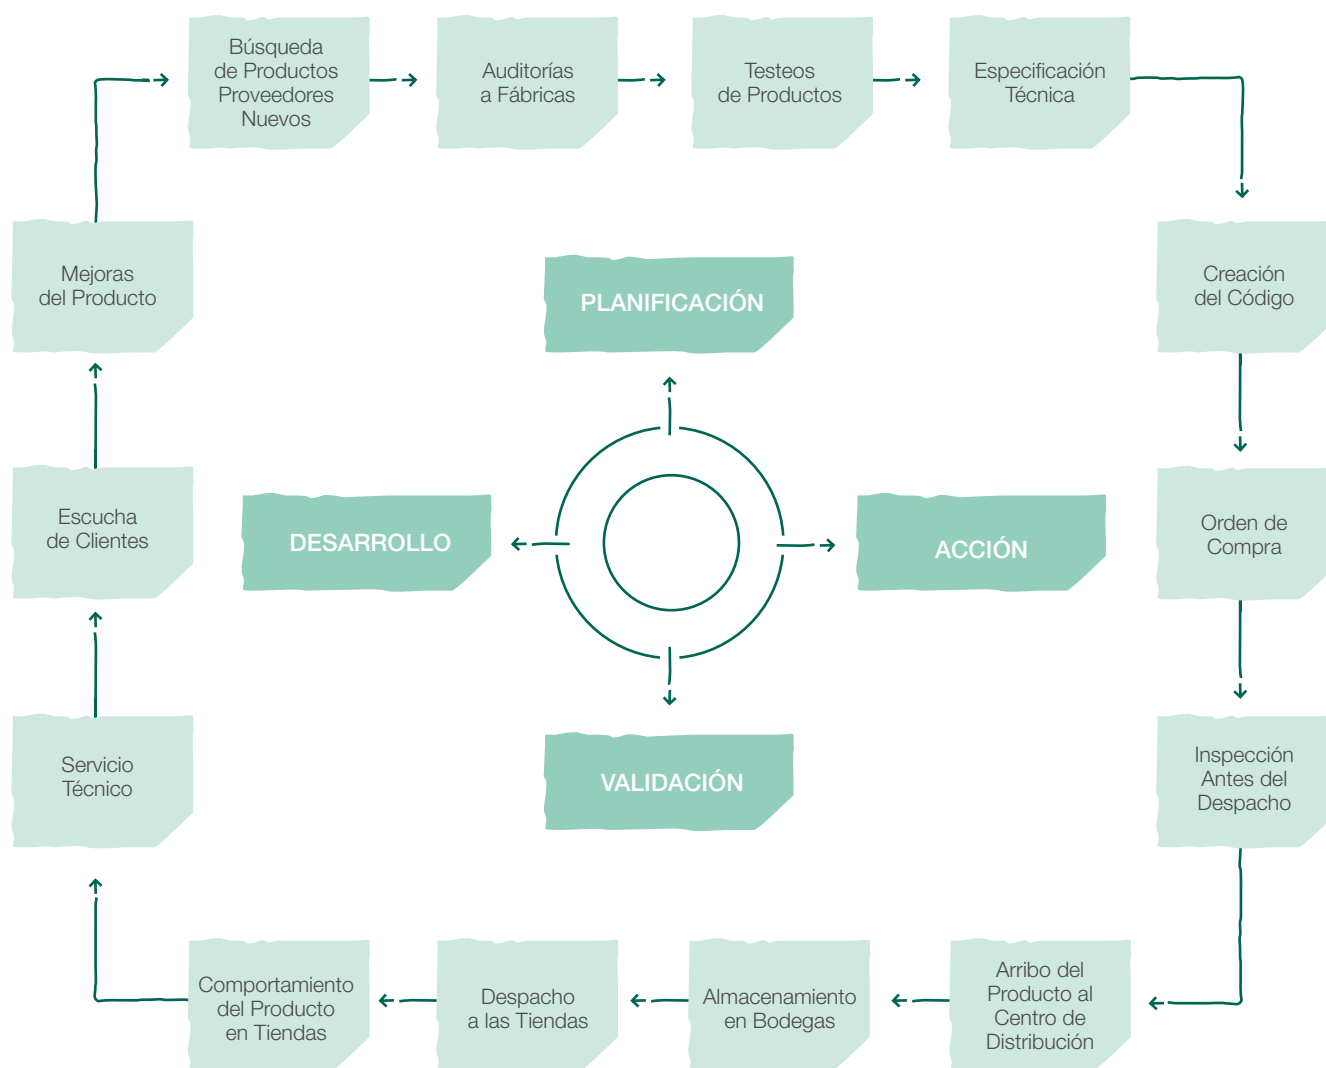 Búsqueda
de Productos
Proveedores
Nuevos
Auditorías
a Fábricas
Testeos
de Productos
Especificación
Técnica
Creación
del Código
Orden de
Compra
Inspección
Antes del
Despacho
Arribo del
Producto al
Centro de
Distribución
Almacenamiento
en Bodegas
Despacho
a las Tiendas
Comportamiento
del Producto
en Tiendas
Servicio
Técnico
Escucha
de Clientes
Mejoras
del Producto
PLANIFICACIÓN
ACCIÓN
VALIDACIÓN
DESARROLLO